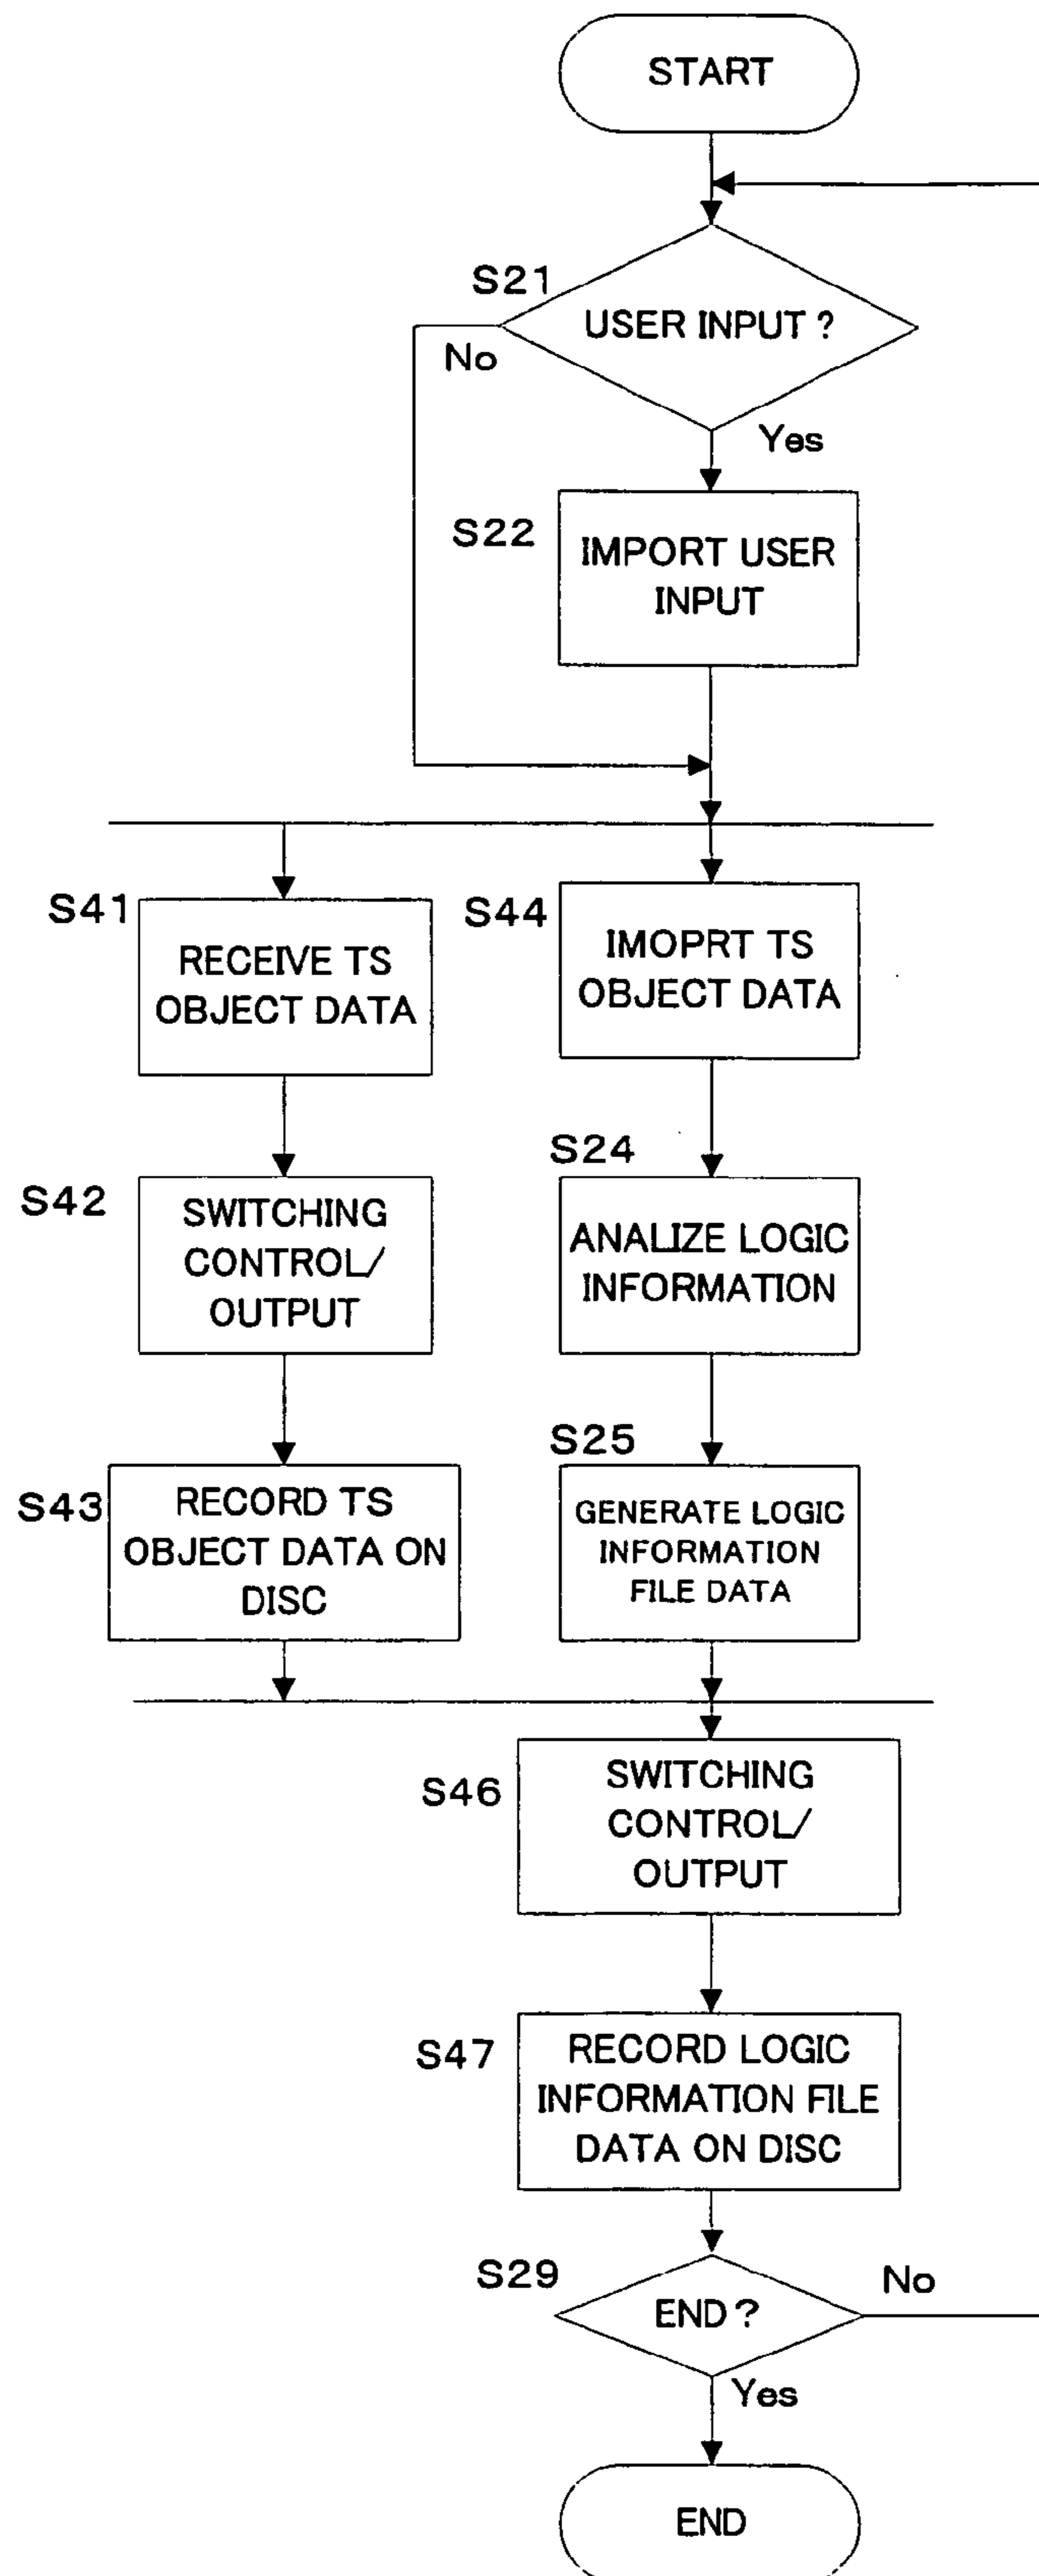 START
S21
USER INPUT ?
No
Yes
S22
IMPORT USER
INPUT
S41
RECEIVE TS
OBJECT DATA
S44
IMOPRT TS
OBJECT DATA
S42
SWITCHING
CONTROL/
OUTPUT
S24
ANALIZE LOGIC
INFORMATION
S43
RECORD TS
OBJECT DATA ON
DISC
S25
GENERATE LOGIC
INFORMATION
FILE DATA
S46
SWITCHING
CONTROL/
OUTPUT
S47
RECORD LOGIC
INFORMATION FILE
DATA ON DISC
S29
END ?
No
Yes
END